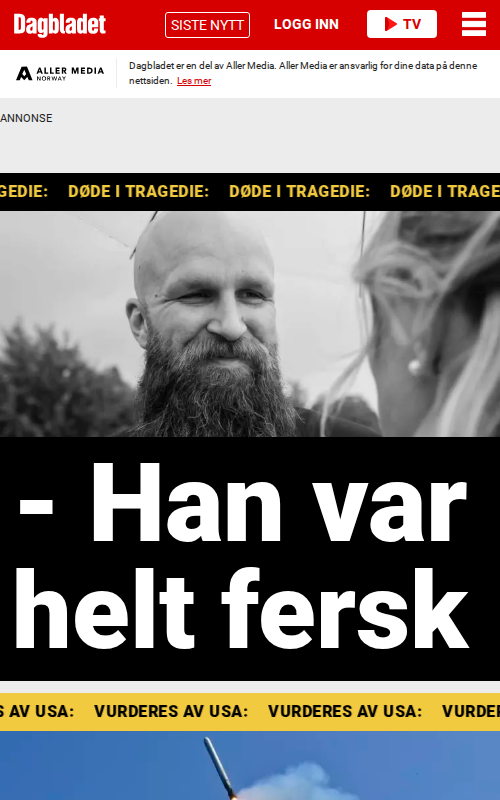 Dagbladet
SISTE NYTT
LOGG INN
TV
ALLER MEDIA
NORWAY
Dagbladet er en del av Aller Media. Aller Media er ansvarlig for dine data på denne
nettsiden. Les mer
ANNONSE
GEDIE: DØDE I TRAGEDIE: DØDE I TRAGEDIE: DØDE I TRAGE
- Han var
helt fersk
S AV USA: VURDERES AV USA: VURDERES AV USA: VURDER